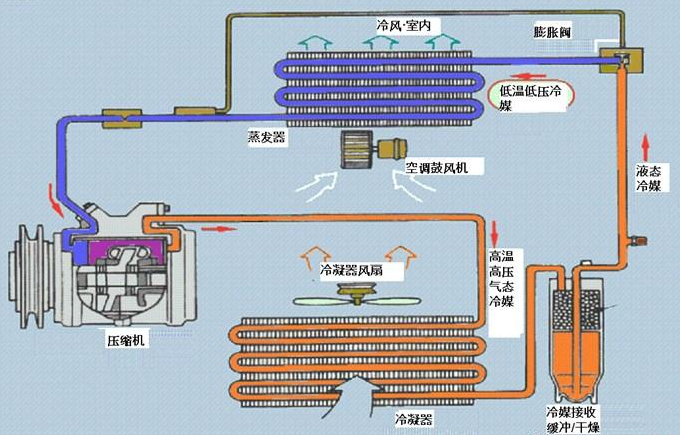 冷风·室内
膨胀阀
低温低压冷
媒
蒸发器
空调鼓风机
液态
冷媒
冷凝器风扇
高温
高压
气态
冷媒
压缩机
冷凝器
冷媒接收
缓冲/干燥